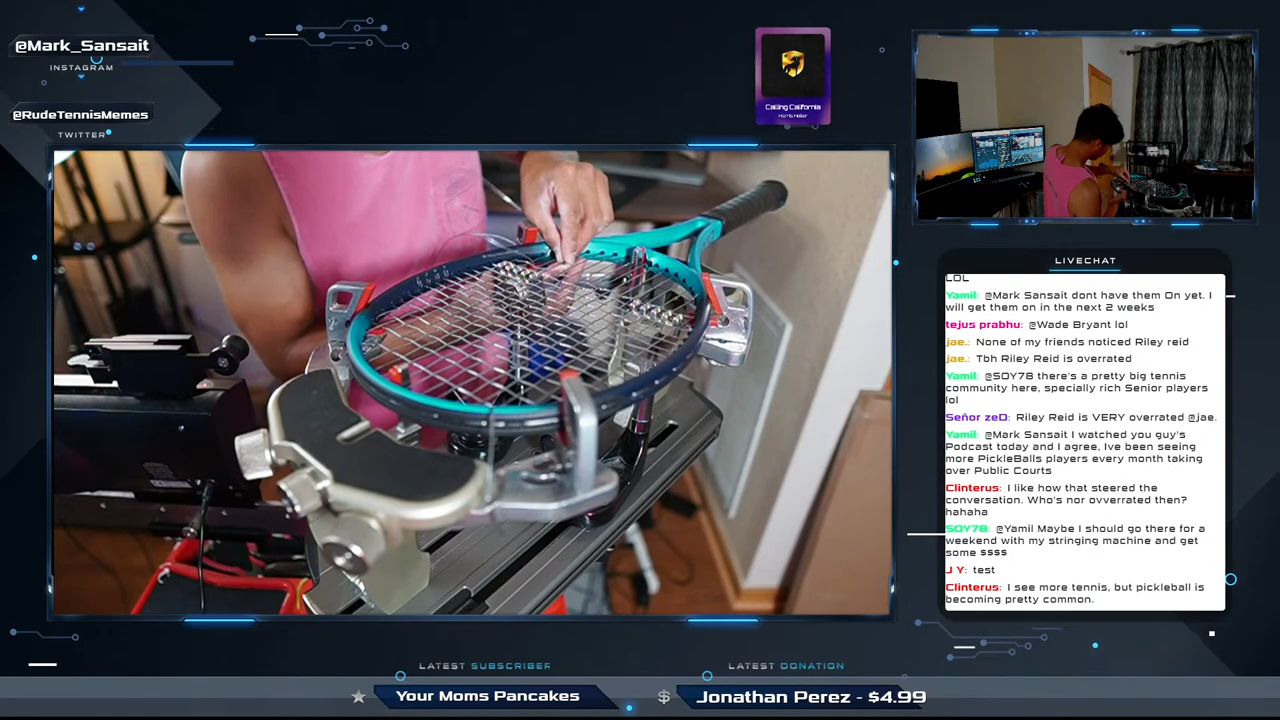 @Mark_Sansait
INSTAGRAM
@RudeTennisMemes
TWITTER
Calling California
LIVECHAT
LOL
Yamil: @Mark Sansait dont have them On yet. I
will get them on in the next 2 weeks
tejus prabhu: @Wade Bryant lol
jae.: None of my friends noticed Riley reid
jae.: Tbh Riley Reid is overrated
Yamil: @SOY78 there's a pretty big tennis
community here, specially rich Senior players
lol
Señor zeD: Riley Reid is VERY overrated @jae.
Yamil: @Mark Sansait I watched you guy's
Podcast today and I agree, Ive been seeing
more PickleBalls players every month taking
over Public Courts
Clinterus: I like how that steered the
conversation. Who's nor ovverrated then?
hahaha
SOY78: @Yamil Maybe I should go there for a
weekend with my stringing machine and get
some $$$$
J Y: test
Clinterus: I see more tennis, but pickleball is
becoming pretty common.
LATEST SUBSCRIBER
Your Moms Pancakes
LATEST DONATION
$ Jonathan Perez - $4.99